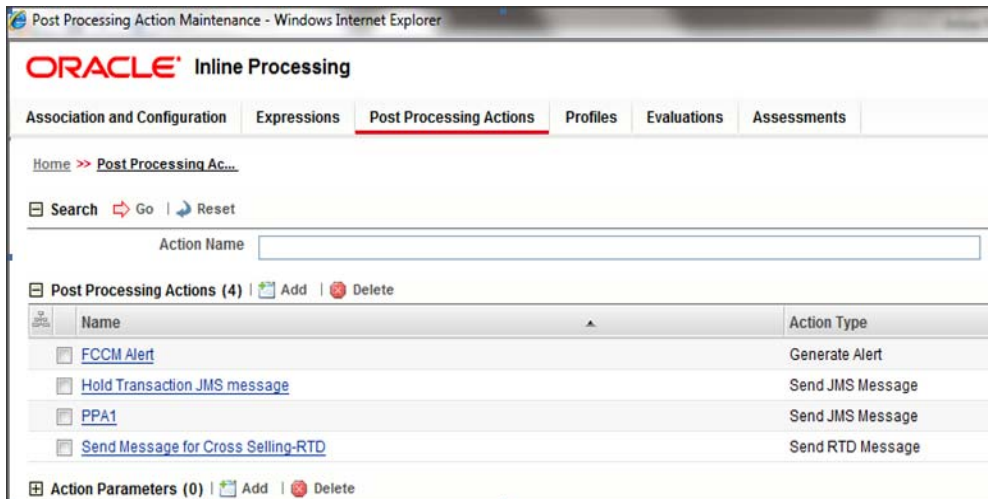 Post Processing Action Maintenance - Windows Internet Explorer
ORACLE Inline Processing
Association and Configuration Expressions Post Processing Actions Profiles Evaluations Assessments
Home >> Post Processing Ac...
Search Go | Reset
Action Name
Post Processing Actions (4) | Add | Delete
Name Action Type
FCCM Alert Generate Alert
Hold Transaction JMS message Send JMS Message
PPA1 Send JMS Message
Send Message for Cross Selling-RTD Send RTD Message
Action Parameters (0) | Add | Delete